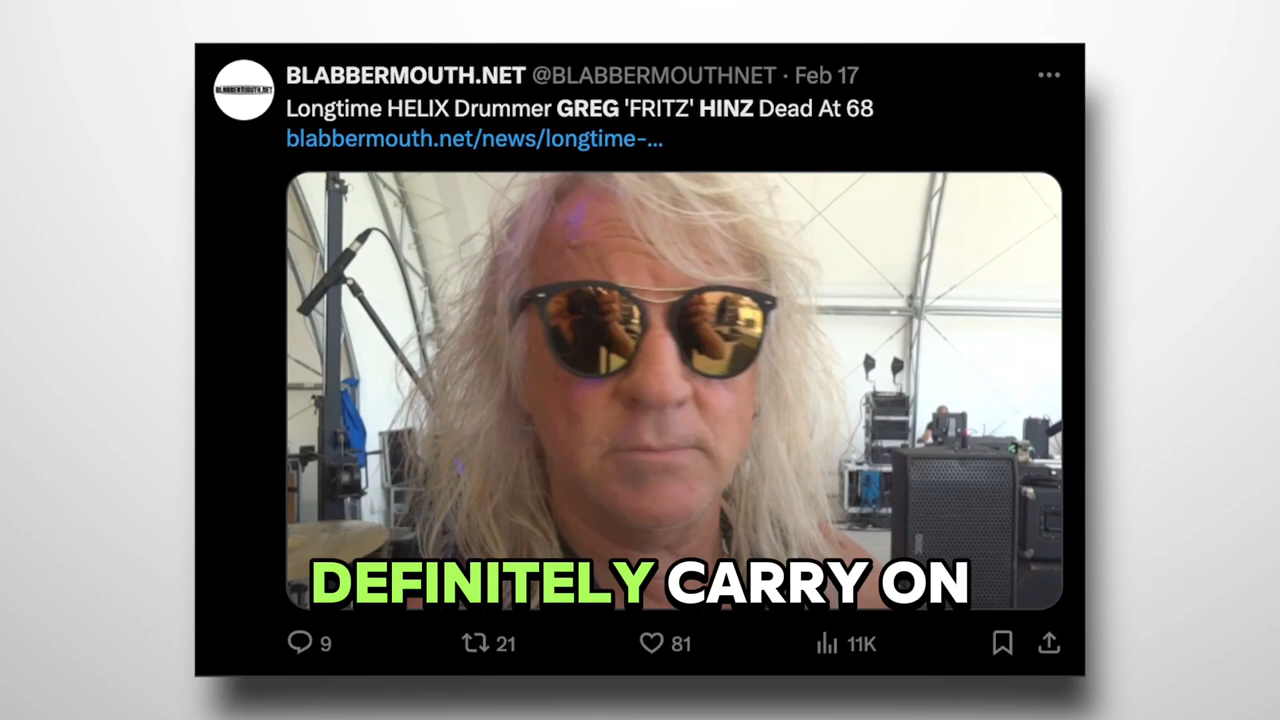 BLABBERMOUTH.NET @BLABBERMOUTHNET · Feb 17
BLABBERMOUTH.NET
Longtime HELIX Drummer GREG 'FRITZ' HINZ Dead At 68
blabbermouth.net/news/longtime-...
DEFINITELY CARRY ON
9 21 81 11K